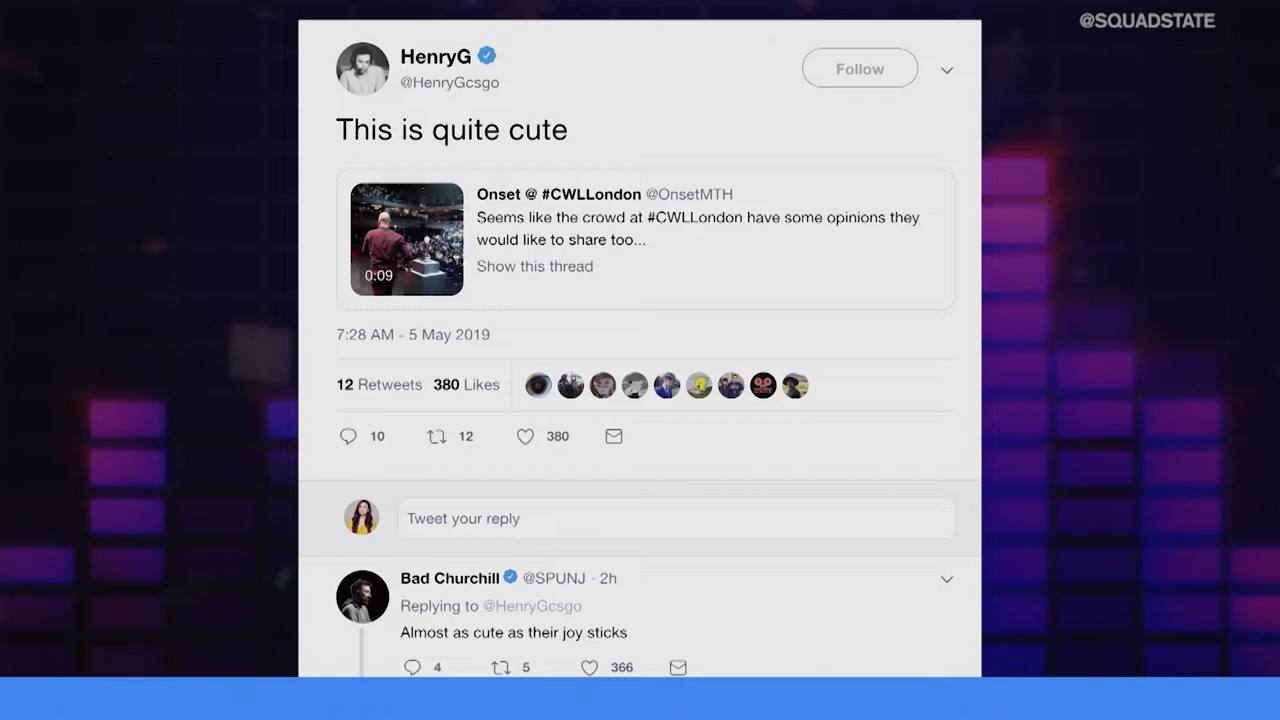 @SQUADSTATE
HenryG
@HenryGcsgo
Follow
This is quite cute
Onset @ #CWLLondon @OnsetMTH
Seems like the crowd at #CWLLondon have some opinions they
would like to share too...
Show this thread
0:09
7:28 AM - 5 May 2019
12 Retweets 380 Likes
10 12 380
Tweet your reply
Bad Churchill @SPUNJ · 2h
Replying to @HenryGcsgo
Almost as cute as their joy sticks
4 5 366